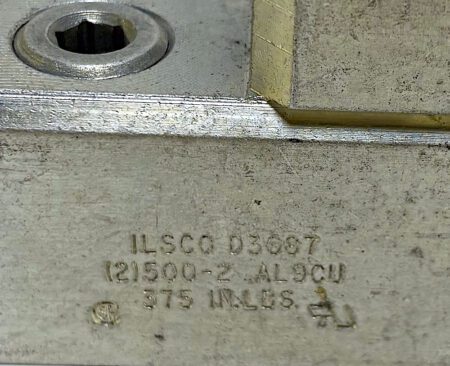 ILSCO D3087
(2)500-2 AL9CU
375 IN.LBS.